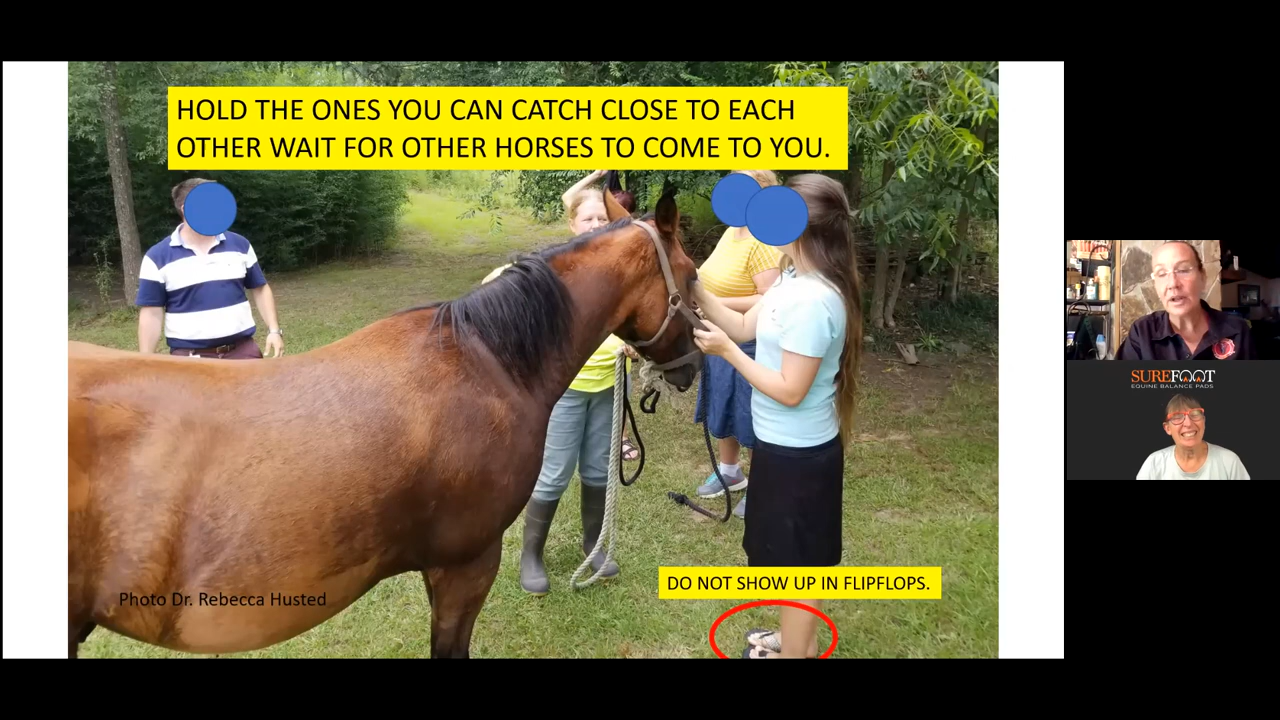 HOLD THE ONES YOU CAN CATCH CLOSE TO EACH
OTHER WAIT FOR OTHER HORSES TO COME TO YOU.
DO NOT SHOW UP IN FLIPFLOPS.
Photo Dr. Rebecca Husted
SUREFOOT
EQUINE BALANCE PADS